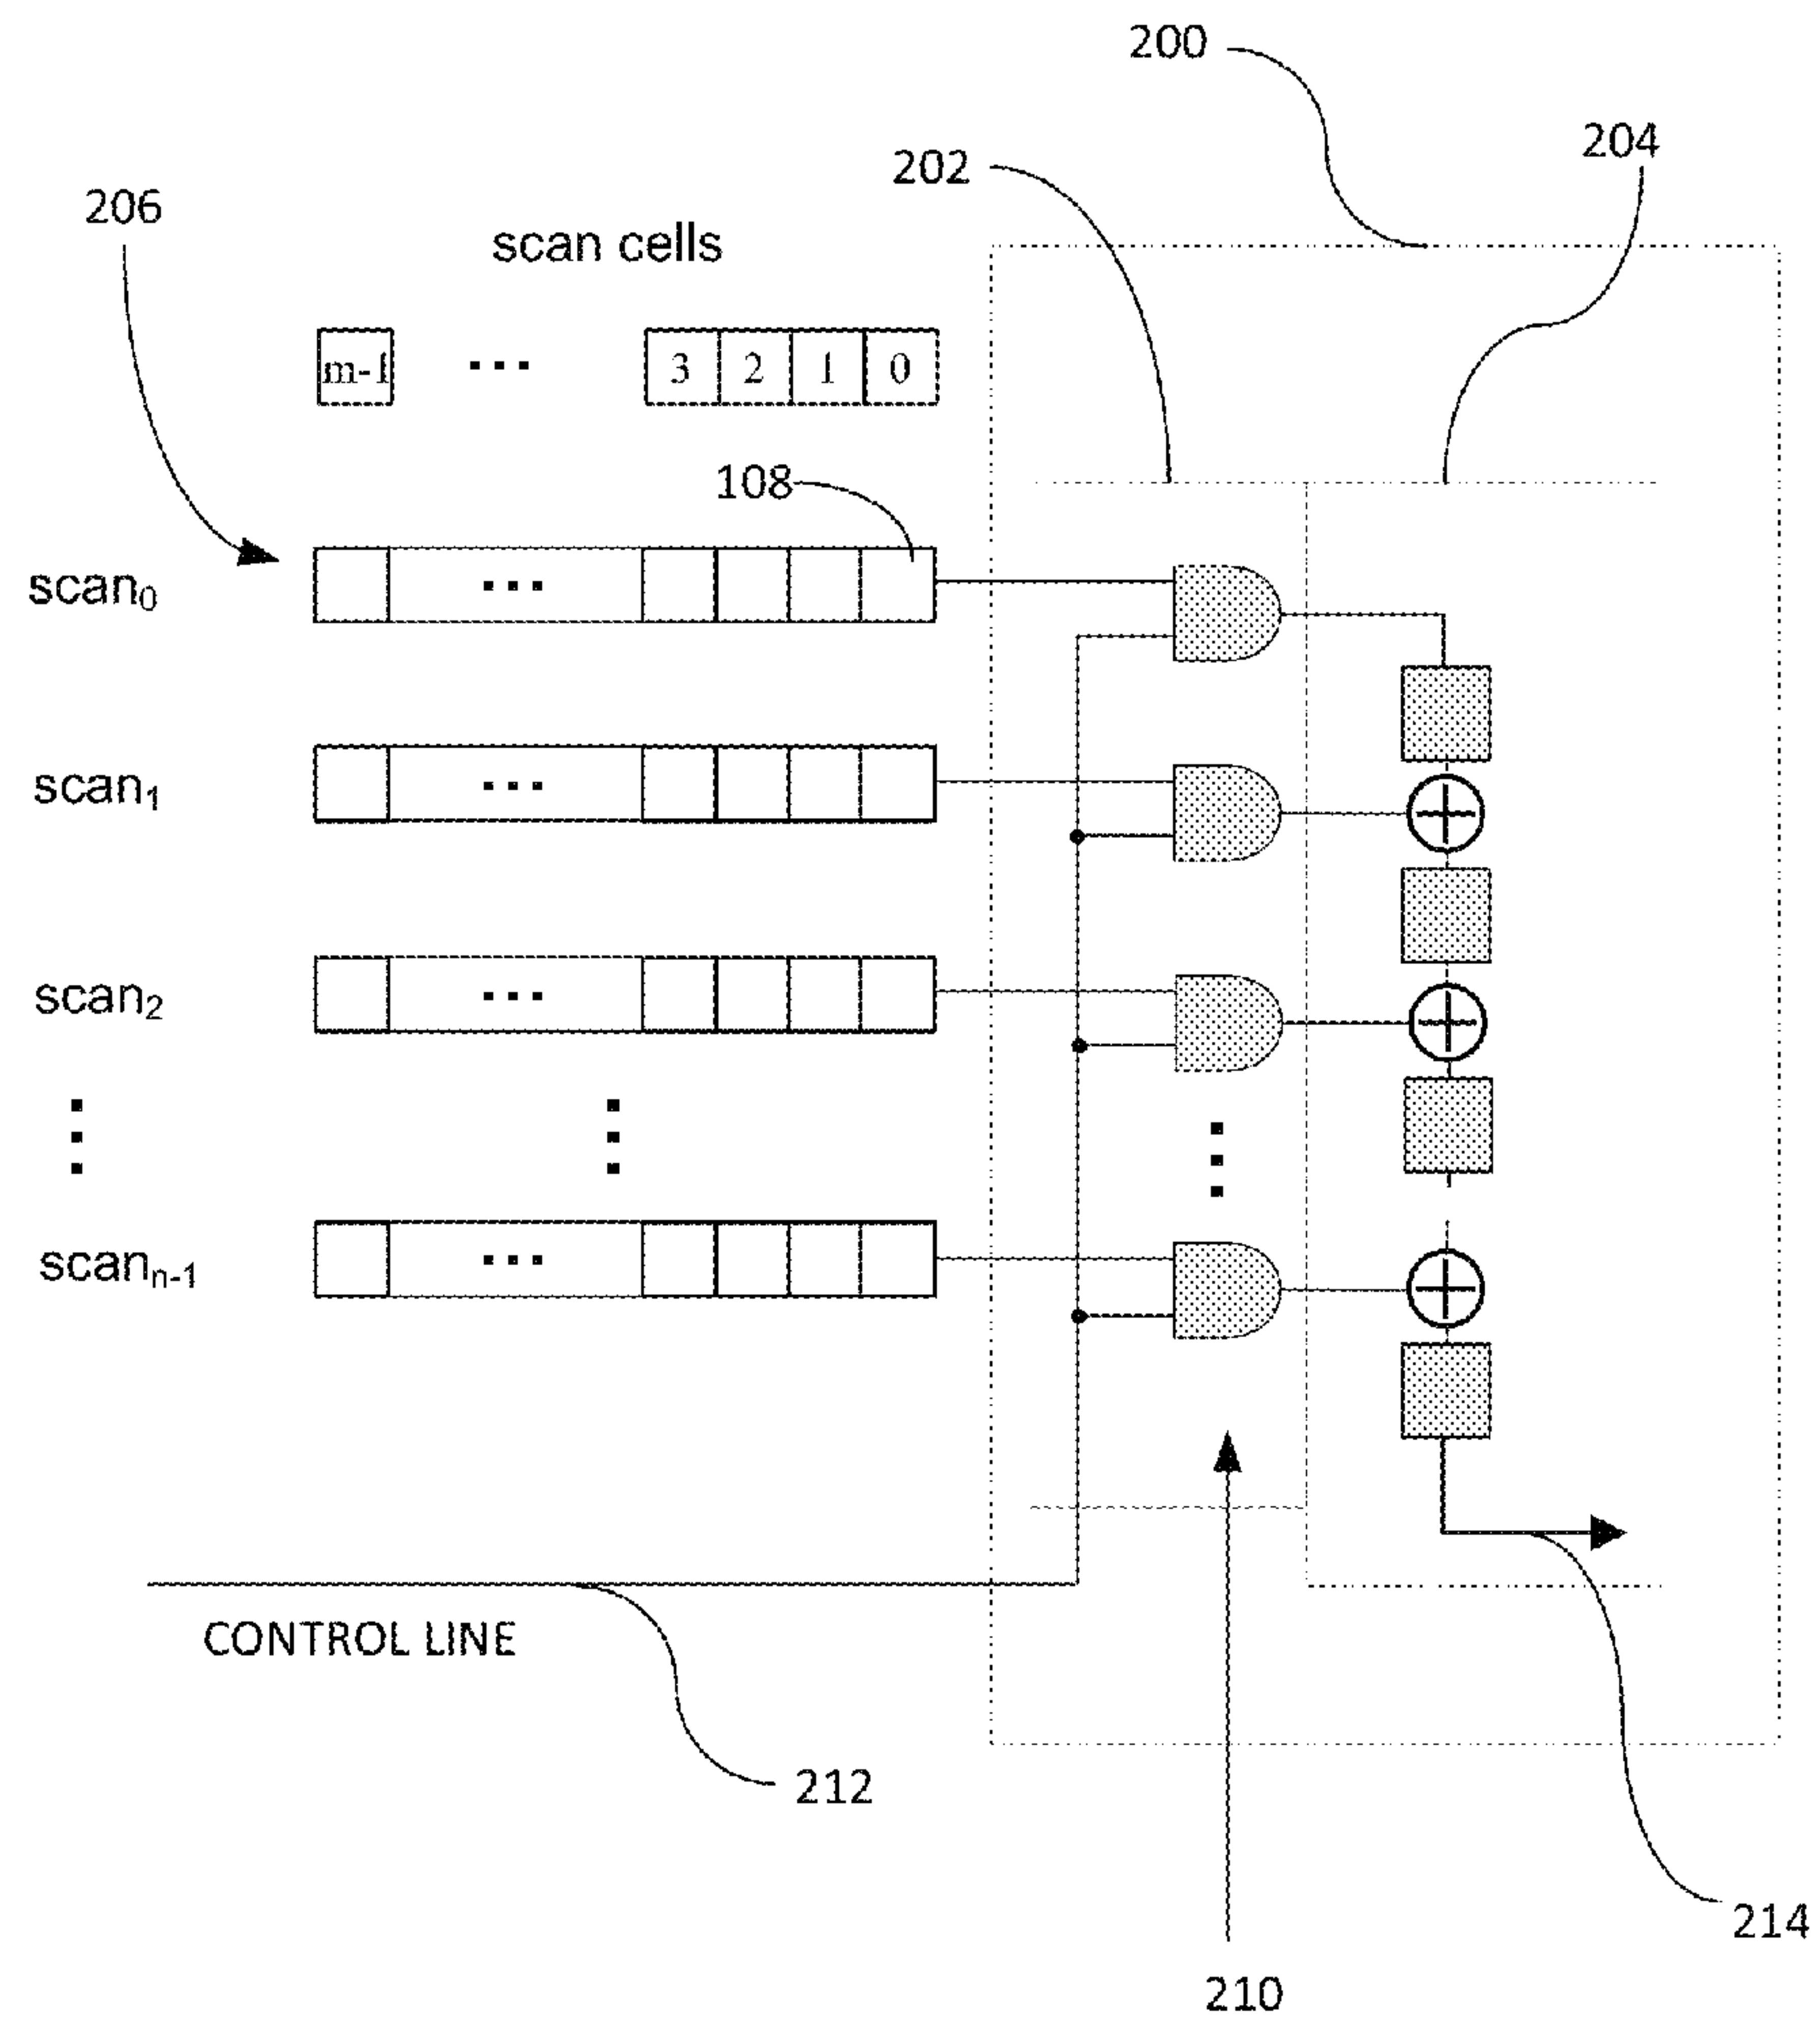 200
202
204
206
scan cells
m-1 ... 3 2 1 0
108
scan₀ ...
scan₁ ...
scan₂ ...
scanₙ₋₁ ...
CONTROL LINE
212
214
210